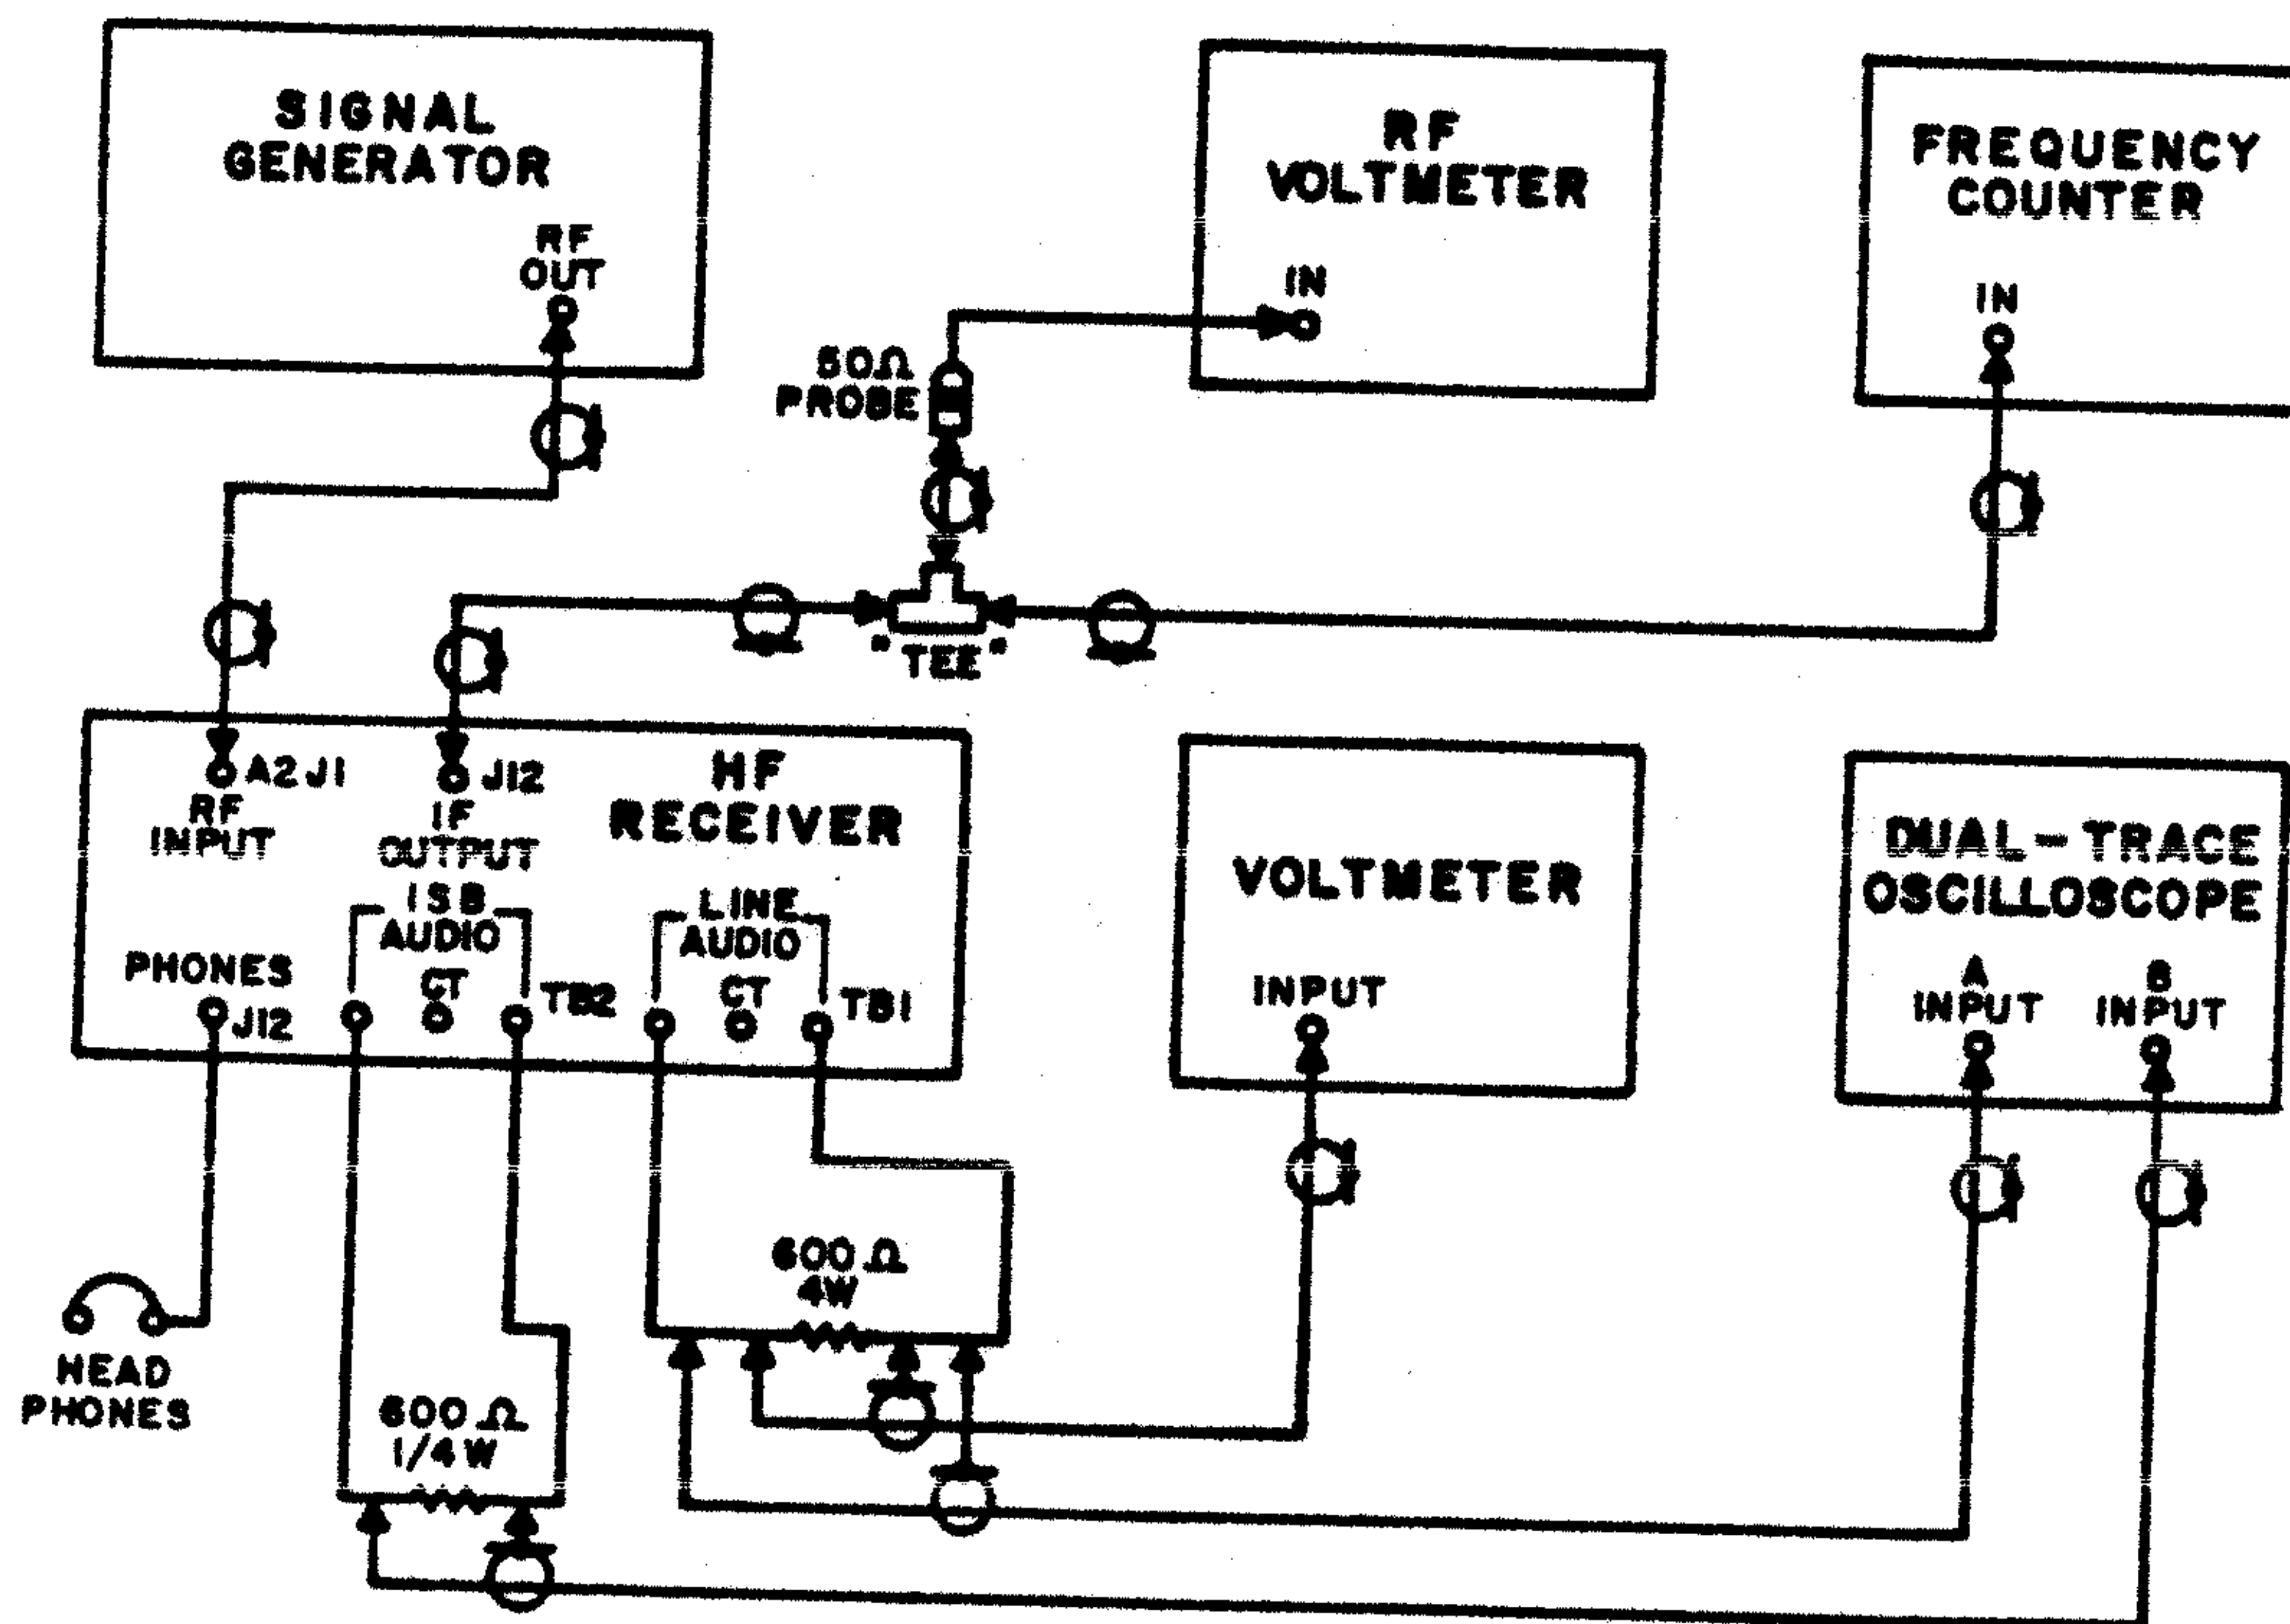 SIGNAL
GENERATOR
RF
OUT
RF
VOLTMETER
IN
FREQUENCY
COUNTER
IN
50Ω
PROBE
"TEE"
A2J1
RF
INPUT
J12
IF
OUTPUT
HF
RECEIVER
ISB
AUDIO
CT
TB2
LINE
AUDIO
CT
TB1
PHONES
J12
VOLTMETER
INPUT
DUAL-TRACE
OSCILLOSCOPE
A
INPUT
B
INPUT
HEAD
PHONES
600Ω
1/4W
600Ω
4W